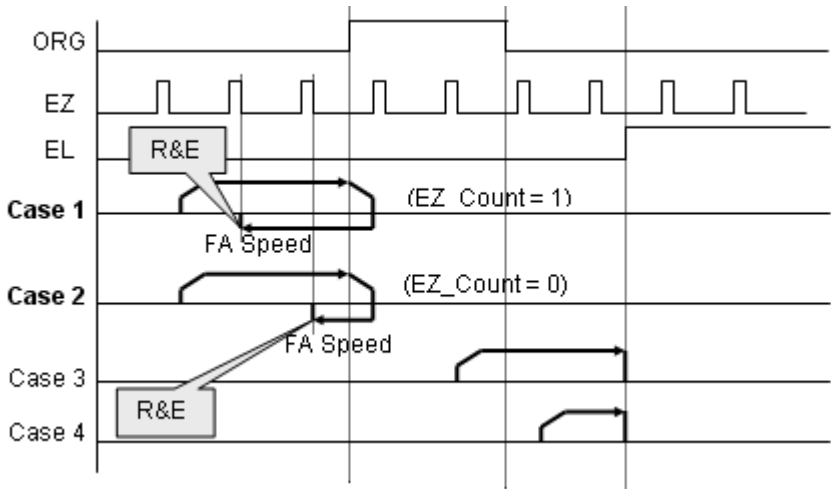 ORG
EZ
EL
R&E
Case 1
(EZ_Count = 1)
FA Speed
Case 2
(EZ_Count = 0)
FA Speed
Case 3
R&E
Case 4